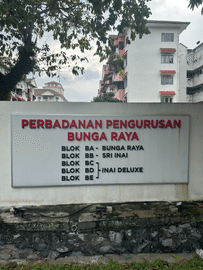 PERBADANAN PENGURUSAN
BUNGA RAYA
BLOK BA - BUNGA RAYA
BLOK BB - SRI INAI
BLOK BC
BLOK BD INAI DELUXE
BLOK BE